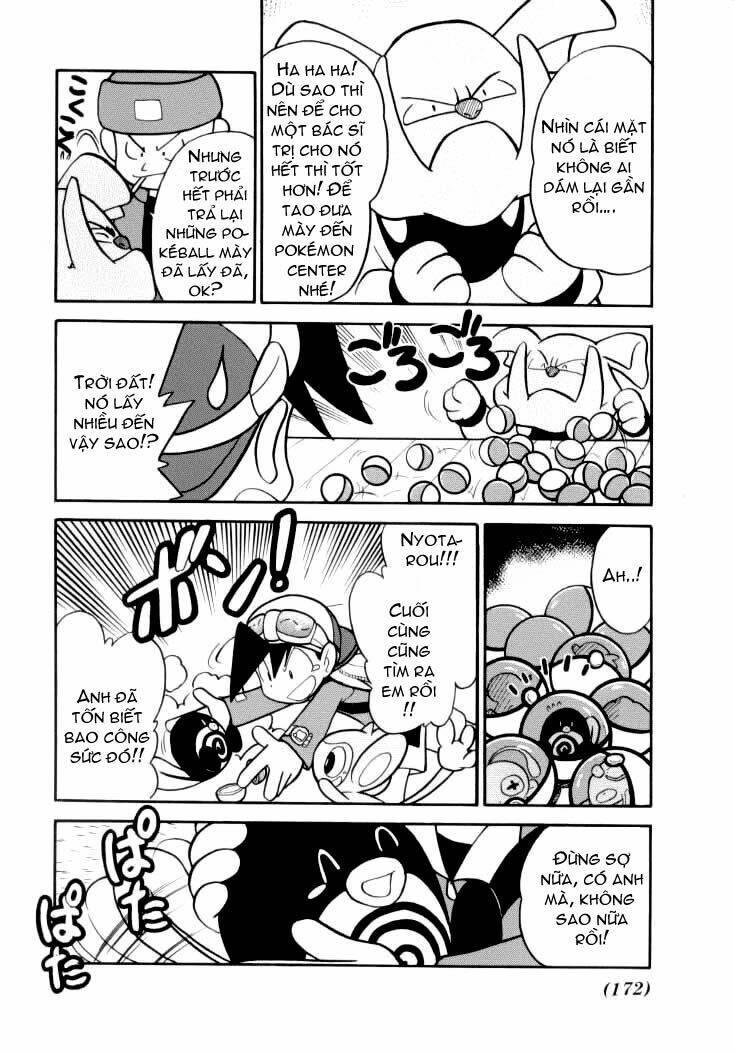 NHÌN CÁI MẶT
NÓ LÀ BIẾT
KHÔNG AI
DÁM LẠI GẦN
RỒI....
HA HA HA!
DÙ SAO THÌ
NÊN ĐỂ CHO
MỘT BÁC SĨ
TRỊ CHO NÓ
HẾT THÌ TỐT
HƠN! ĐỂ
TAO ĐƯA
MÀY ĐẾN
POKÉMON
CENTER
NHÉ!
NHƯNG
TRƯỚC
HẾT PHẢI
TRẢ LẠI
NHỮNG PO-
KÉBALL MÀY
ĐÃ LẤY ĐÃ,
OK?
ごろごろ
TRỜI ĐẤT!
NÓ LẤY
NHIỀU ĐẾN
VẬY SAO!?
AH..!
NYOTA-
ROU!!!
CUỐI
CÙNG
CŨNG
TÌM RA
EM RỒI
!!
ボン!
ANH ĐÃ
TỐN BIẾT
BAO CÔNG
SỨC ĐÓ!!
ĐỪNG SỢ
NỮA, CÓ ANH
MÀ, KHÔNG
SAO NỮA
RỒI!
ぱた
ぱた
(172)